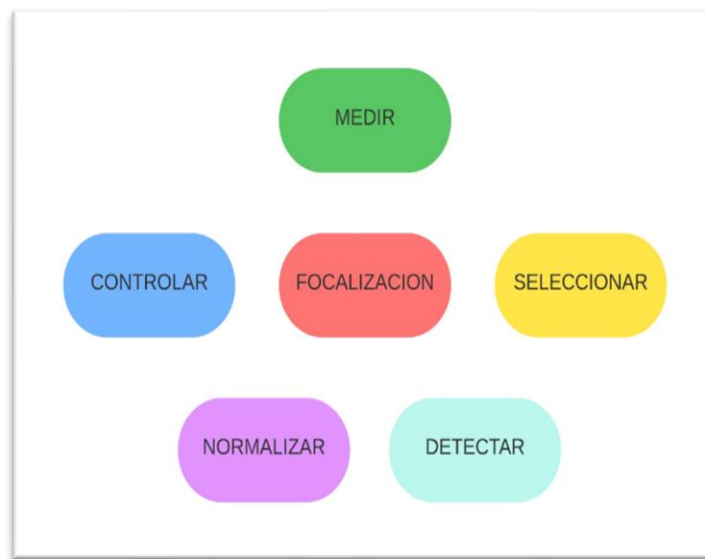 MEDIR
CONTROLAR
FOCALIZACION
SELECCIONAR
NORMALIZAR
DETECTAR